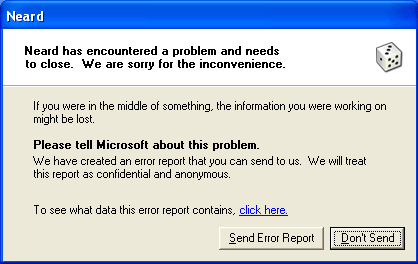 Neard
Neard has encountered a problem and needs
to close.  We are sorry for the inconvenience.
If you were in the middle of something, the information you were working on
might be lost.
Please tell Microsoft about this problem.
We have created an error report that you can send to us.  We will treat
this report as confidential and anonymous.
To see what data this error report contains, click here.
Send Error Report
Don't Send